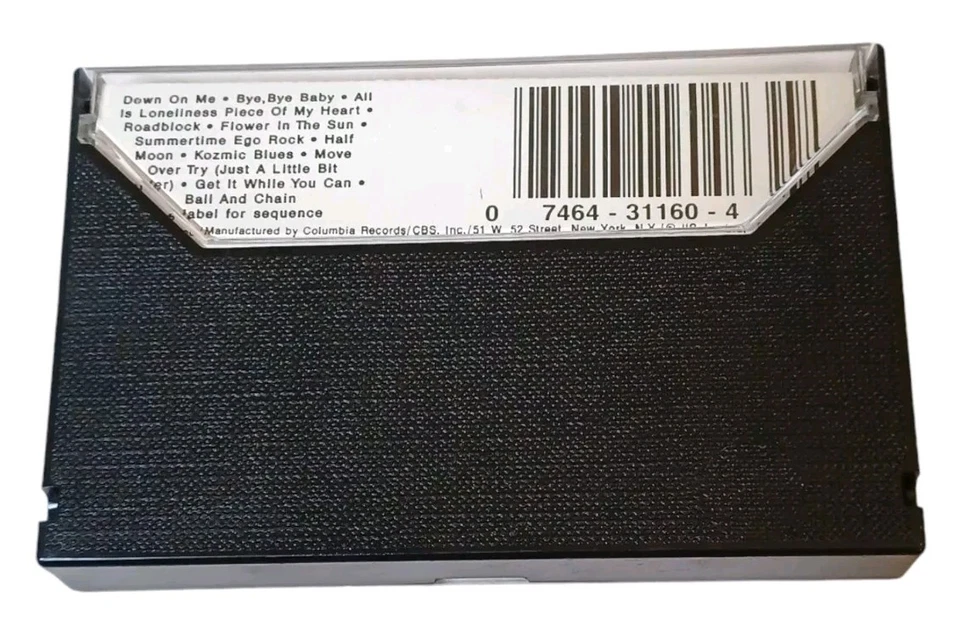 Down On Me • Bye,Bye Baby • All
Is Loneliness Piece Of My Heart •
Roadblock • Flower In The Sun •
Summertime Ego Rock • Half
Moon • Kozmic Blues • Move
Over Try (Just A Little Bit
• Get It While You Can •
Ball And Chain
label for sequence
Manufactured by Columbia Records/CBS, Inc./51 W. 52 Street, New York, N.Y.
0 7464 - 31160 - 4